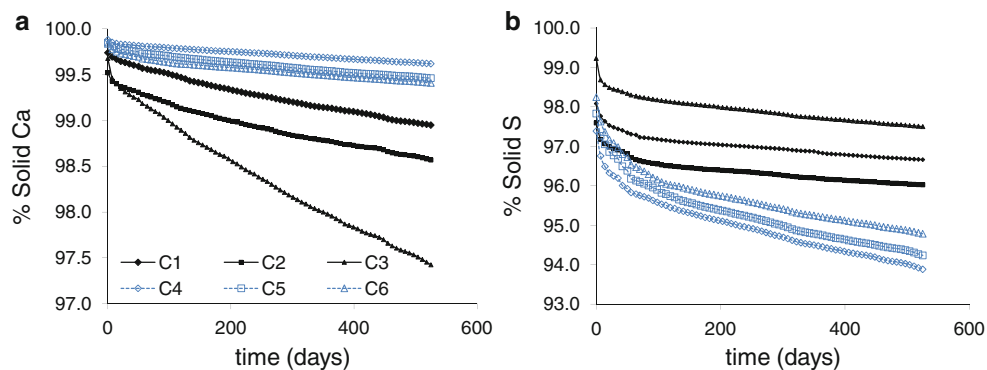 a
% Solid Ca
100.0
99.5
99.0
98.5
98.0
97.5
97.0
C1 C2 C3
C4 C5 C6
0 200 400 600
time (days)
b
% Solid S
100.0
99.0
98.0
97.0
96.0
95.0
94.0
93.0
0 200 400 600
time (days)